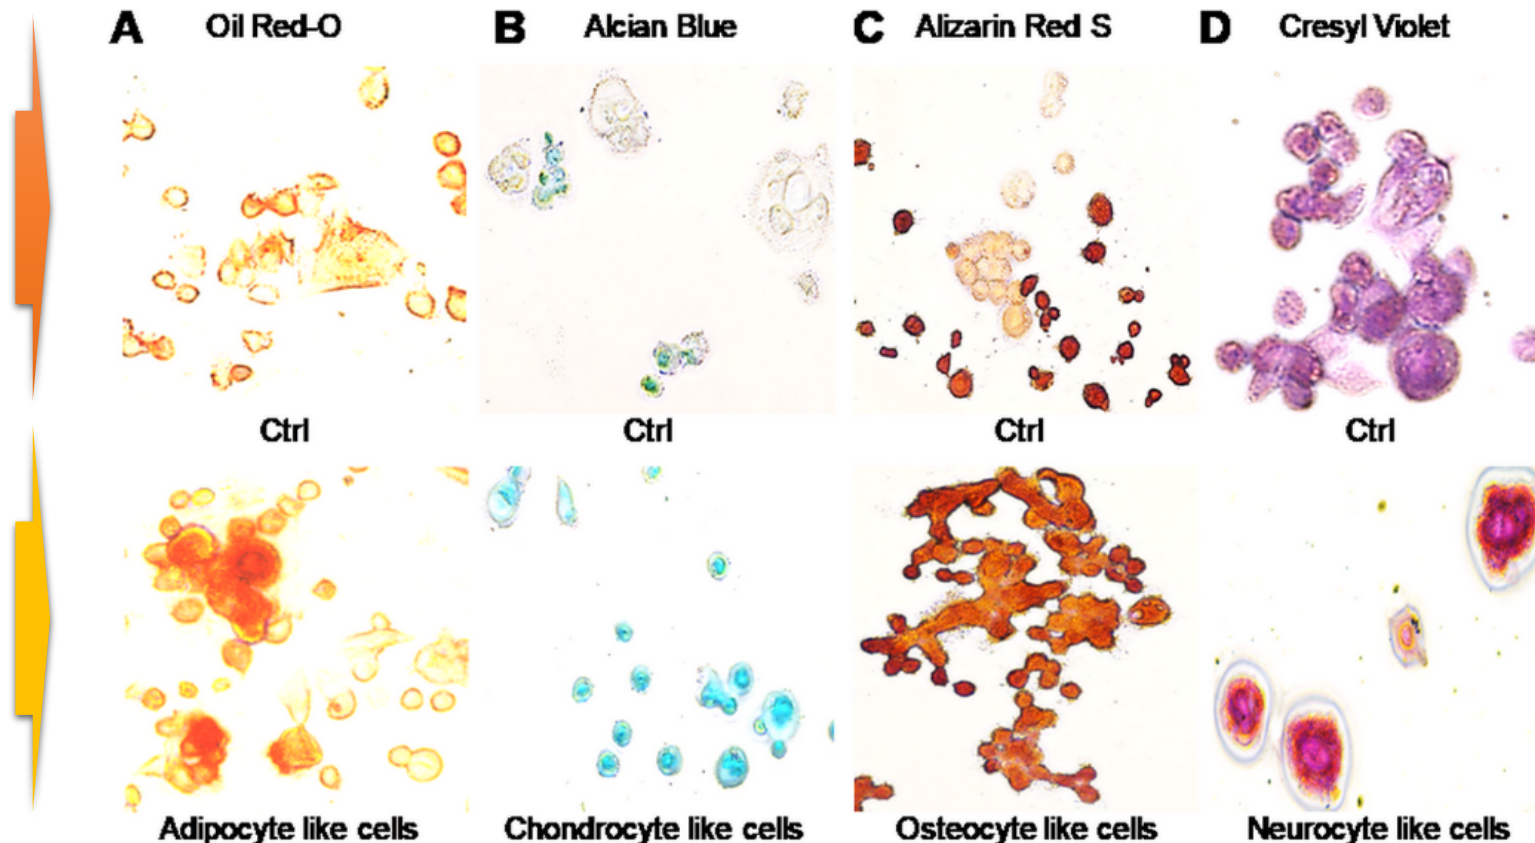 A Oil Red-O B Alcian Blue C Alizarin Red S D Cresyl Violet
Ctrl Ctrl Ctrl Ctrl
Adipocyte like cells Chondrocyte like cells Osteocyte like cells Neurocyte like cells